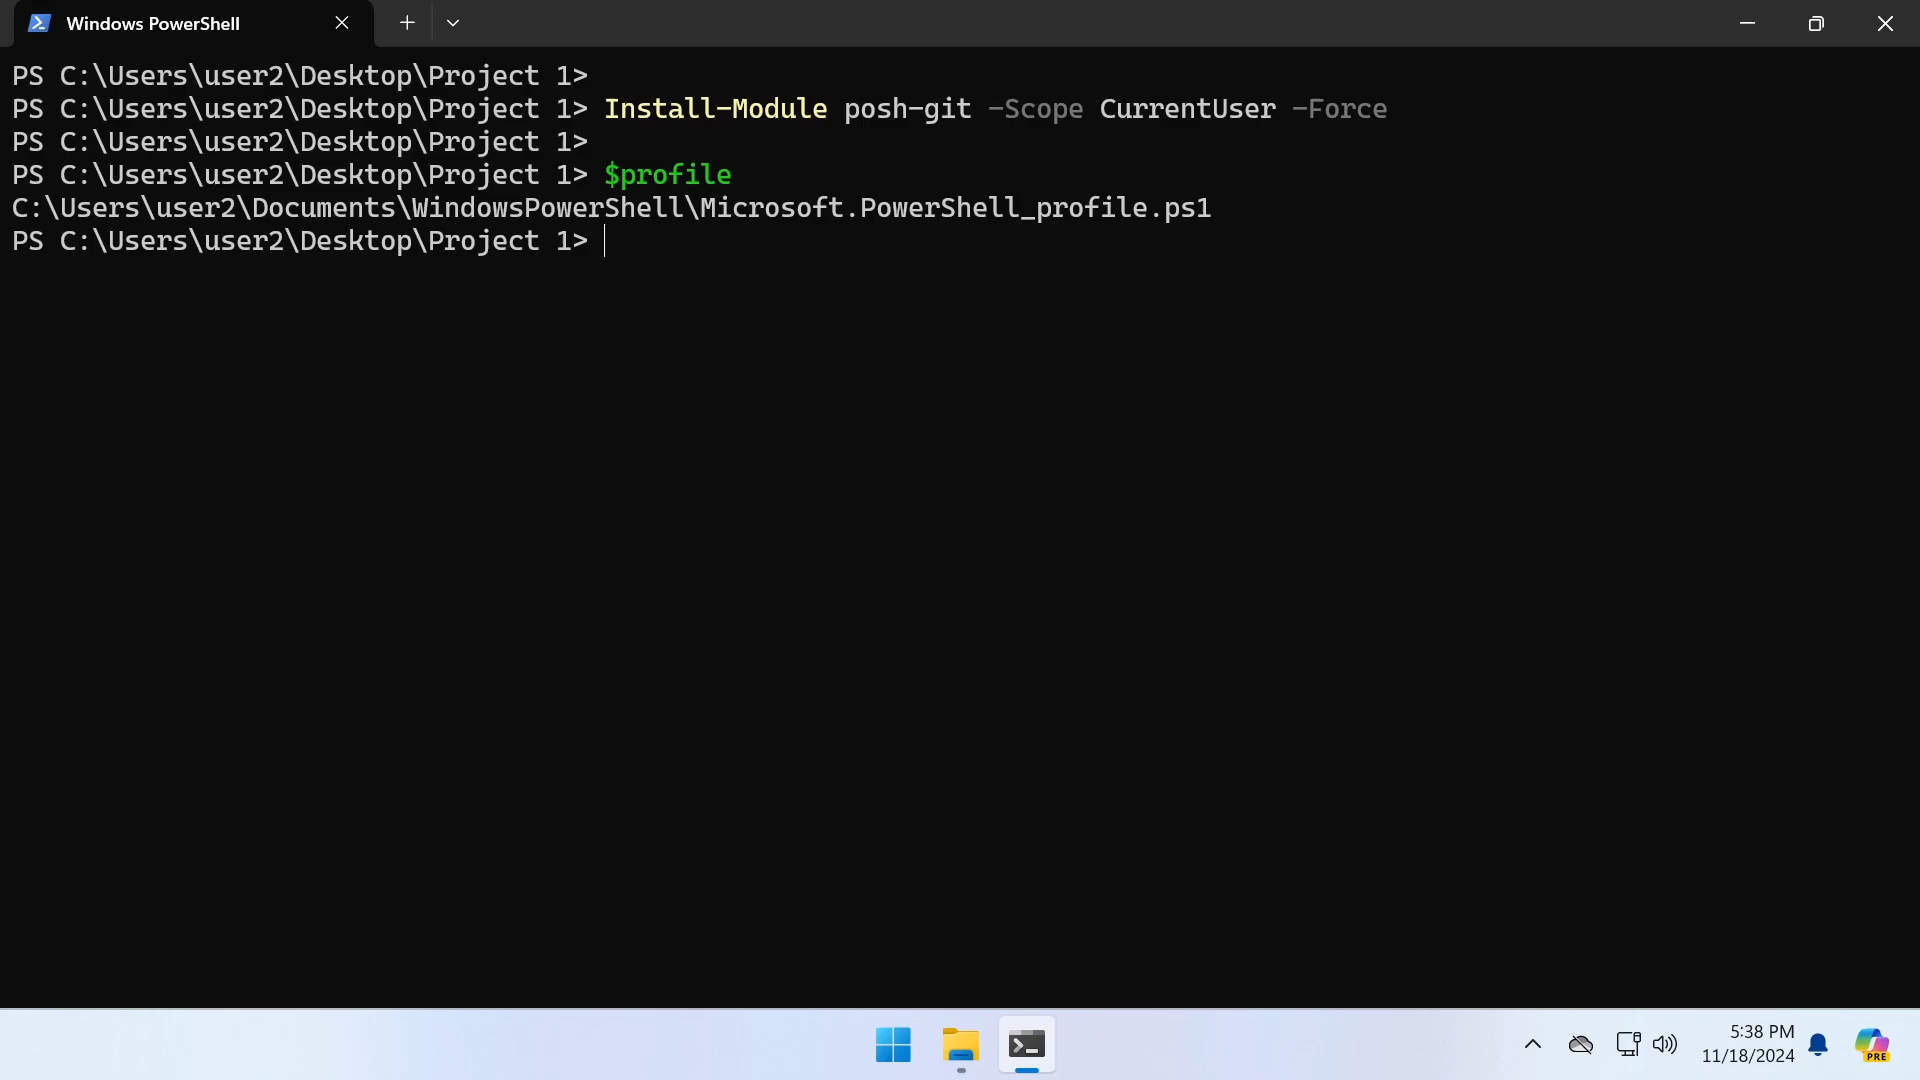 Windows PowerShell
PS C:\Users\user2\Desktop\Project 1>
PS C:\Users\user2\Desktop\Project 1> Install-Module posh-git -Scope CurrentUser -Force
PS C:\Users\user2\Desktop\Project 1>
PS C:\Users\user2\Desktop\Project 1> $profile
C:\Users\user2\Documents\WindowsPowerShell\Microsoft.PowerShell_profile.ps1
PS C:\Users\user2\Desktop\Project 1>
5:38 PM
11/18/2024
PRE